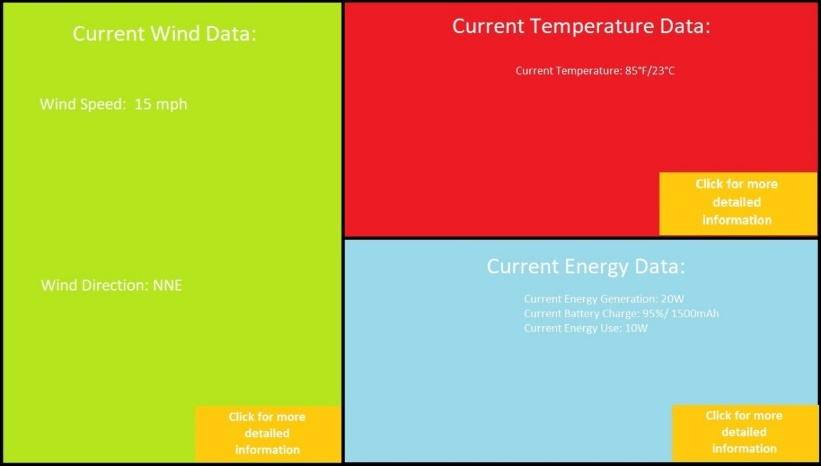 Current Wind Data:
Wind Speed:  15 mph
Wind Direction: NNE
Click for more
detailed
information
Current Temperature Data:
Current Temperature: 85°F/23°C
Click for more
detailed
information
Current Energy Data:
Current Energy Generation: 20W
Current Battery Charge: 95%/ 1500mAh
Current Energy Use: 10W
Click for more
detailed
information